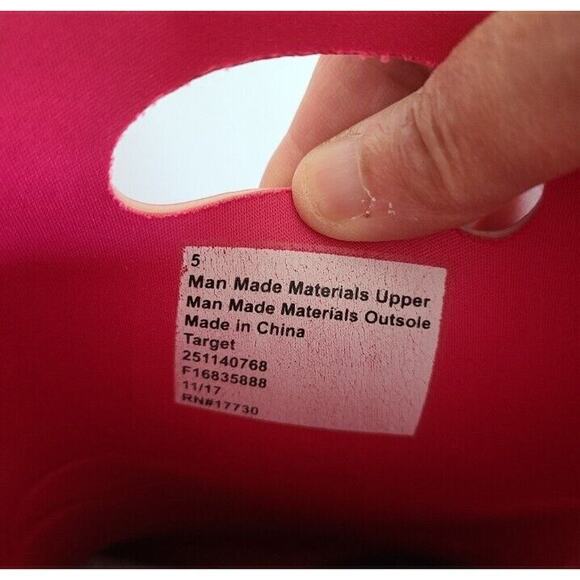 5
Man Made Materials Upper
Man Made Materials Outsole
Made in China
Target
251140768
F16835888
11/17
RN#17730